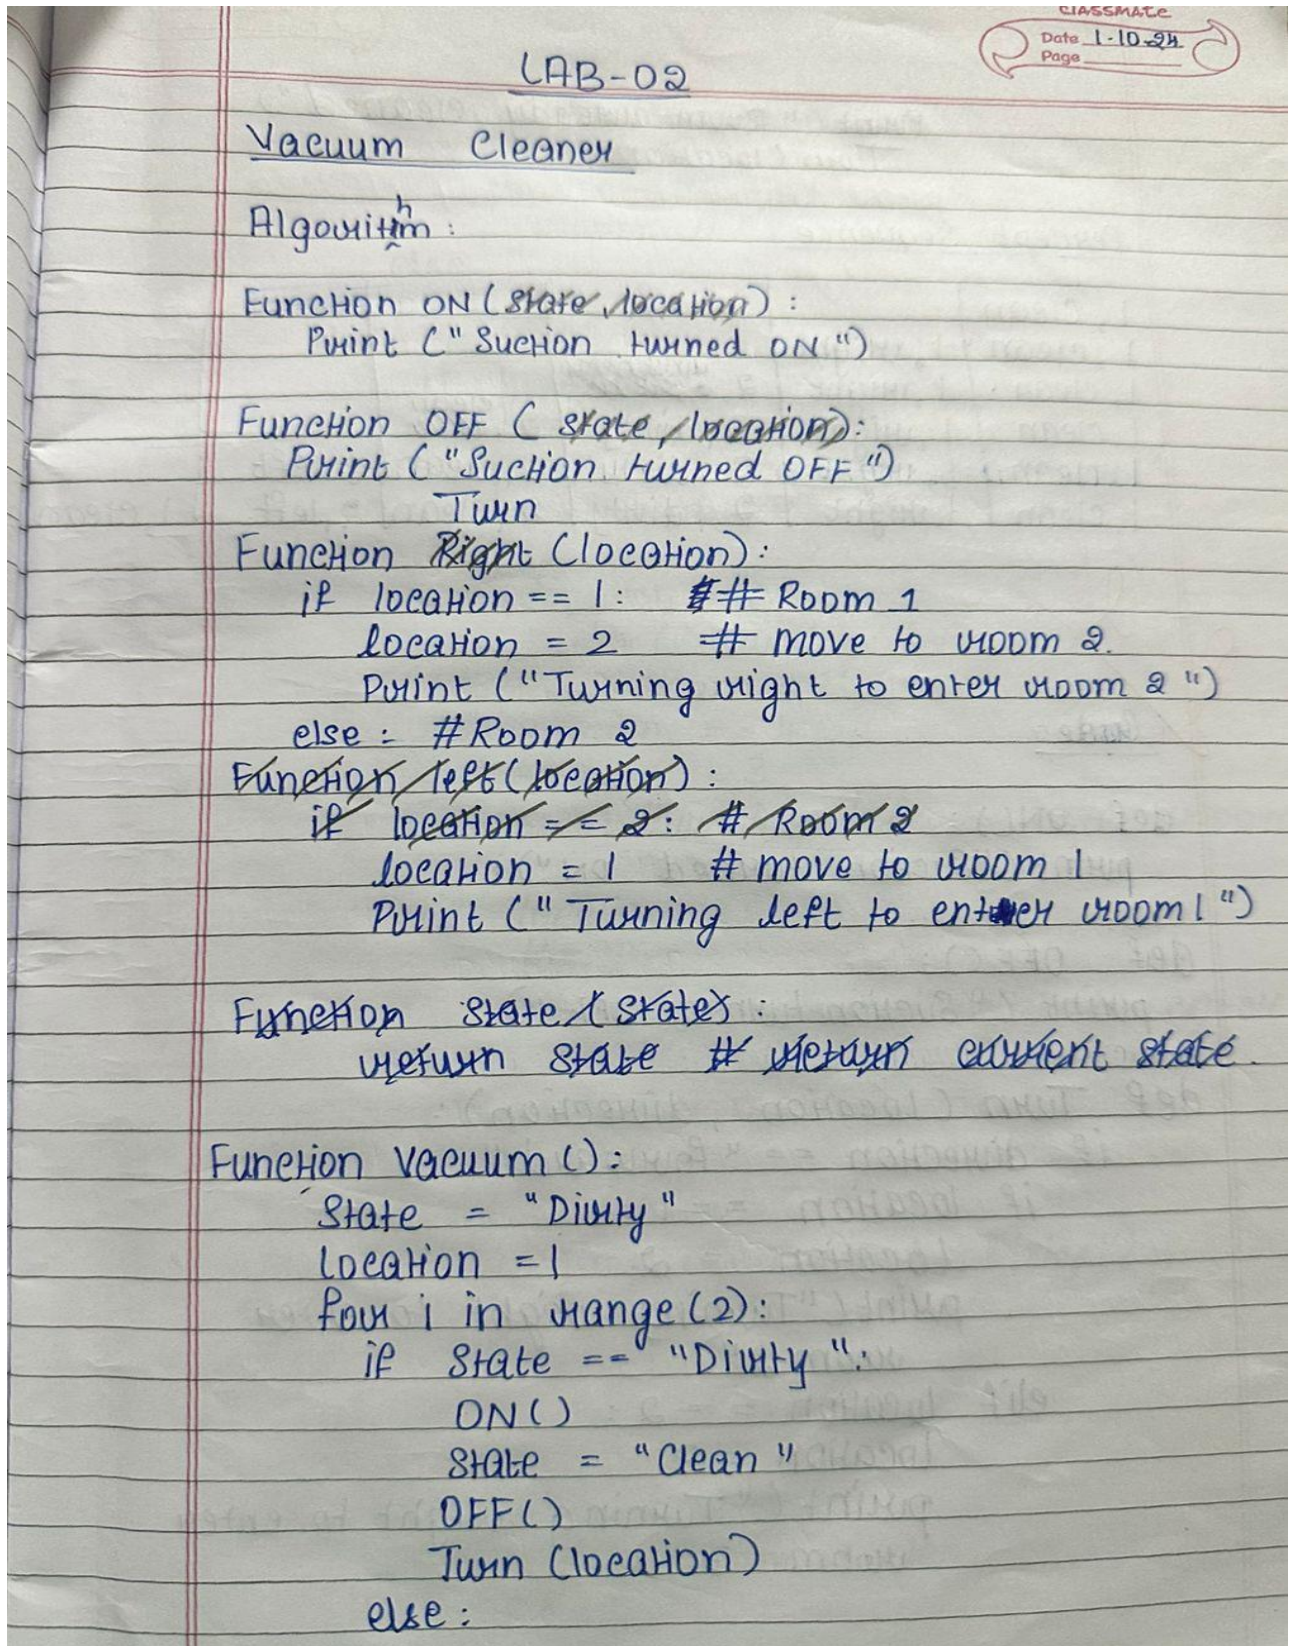 classmate
Date 1-10-24
Page
LAB-02
Vacuum Cleaner
Algorithm :
Function ON (state, location) :
Print (" Suction turned ON ")
Function OFF ( state, location):
Print ("Suction turned OFF")
Turn
Function Right (location) :
if location == 1: ## Room 1
location = 2 # move to room 2.
Print ("Turning right to enter room 2 ")
else : #Room 2
Function left (location) :
if location == 2: # Room 2
location = 1 # move to room 1
Print (" Turning left to enter room 1 ")
Function State (state) :
return state # return current state.
Function Vacuum () :
State = "Dirty"
location = 1
for i in range (2):
if State == "Dirty":
ON ()
State = "Clean"
OFF ()
Turn (location)
else :